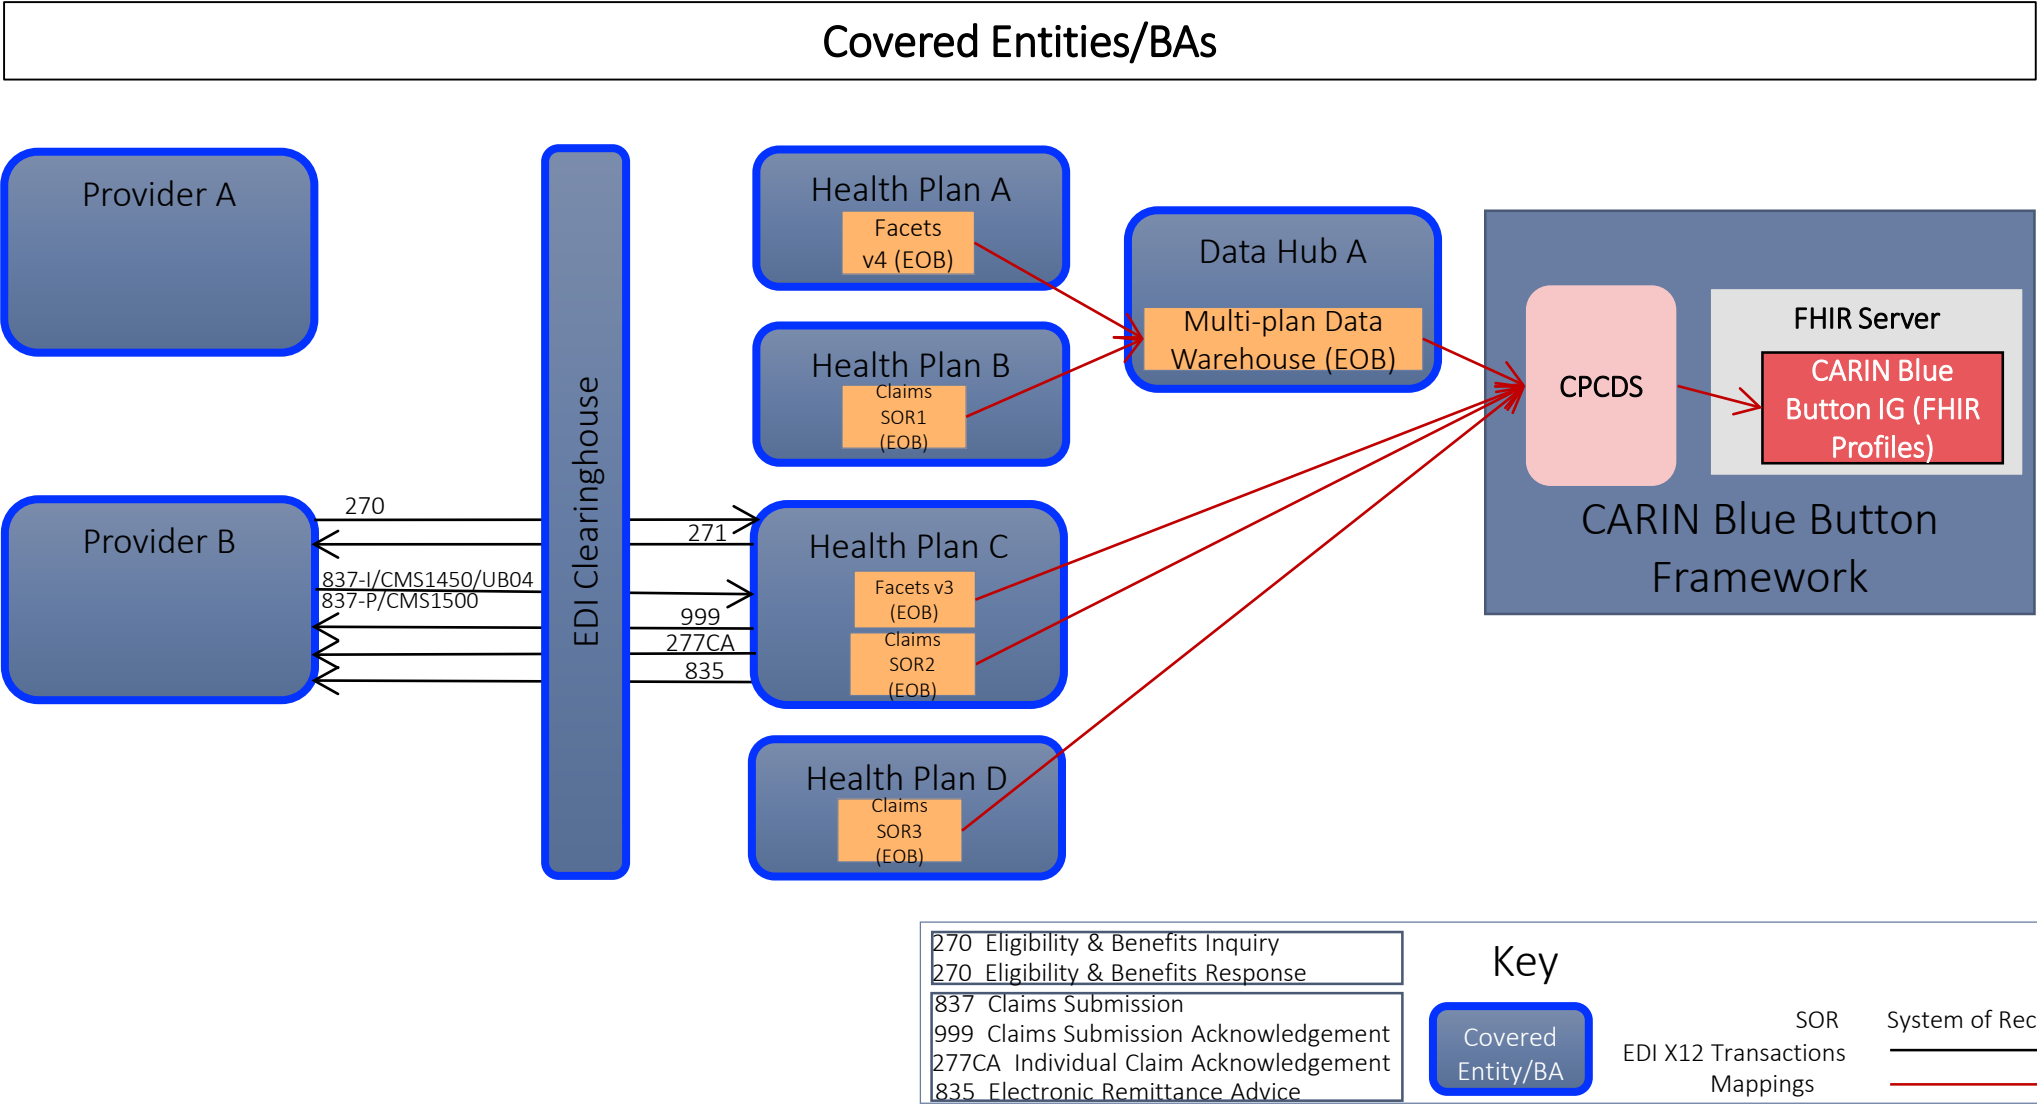 Covered Entities/BAs
Provider A
Provider B
EDI Clearinghouse
270
271
837-I/CMS1450/UB04
837-P/CMS1500
999
277CA
835
Health Plan A
Facets
v4 (EOB)
Health Plan B
Claims
SOR1
(EOB)
Health Plan C
Facets v3
(EOB)
Claims
SOR2
(EOB)
Health Plan D
Claims
SOR3
(EOB)
Data Hub A
Multi-plan Data
Warehouse (EOB)
CPCDS
FHIR Server
CARIN Blue
Button IG (FHIR
Profiles)
CARIN Blue Button
Framework
270 Eligibility & Benefits Inquiry
270 Eligibility & Benefits Response
837 Claims Submission
999 Claims Submission Acknowledgement
277CA Individual Claim Acknowledgement
835 Electronic Remittance Advice
Key
Covered
Entity/BA
SOR System of Rec
EDI X12 Transactions
Mappings